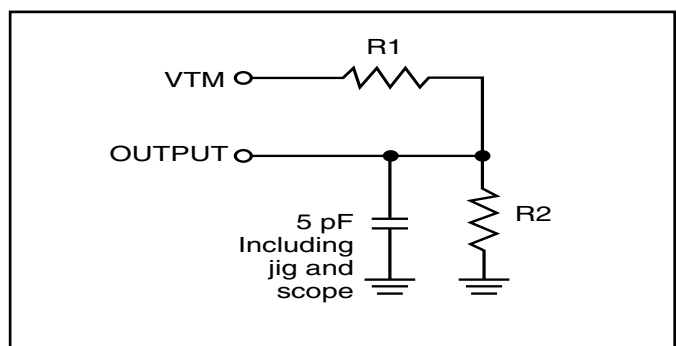 R1
VTM
OUTPUT
R2
5 pF
Including
jig and
scope